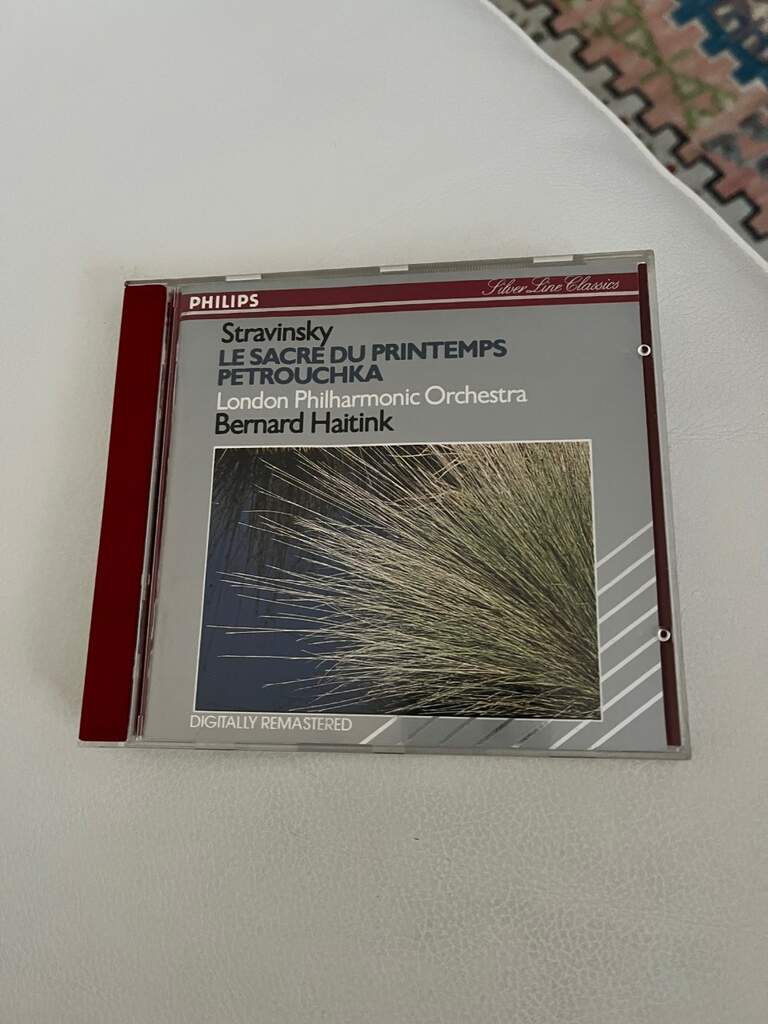 PHILIPS
Silver Line Classics
Stravinsky
LE SACRE DU PRINTEMPS
PETROUCHKA
London Philharmonic Orchestra
Bernard Haitink
DIGITALLY REMASTERED